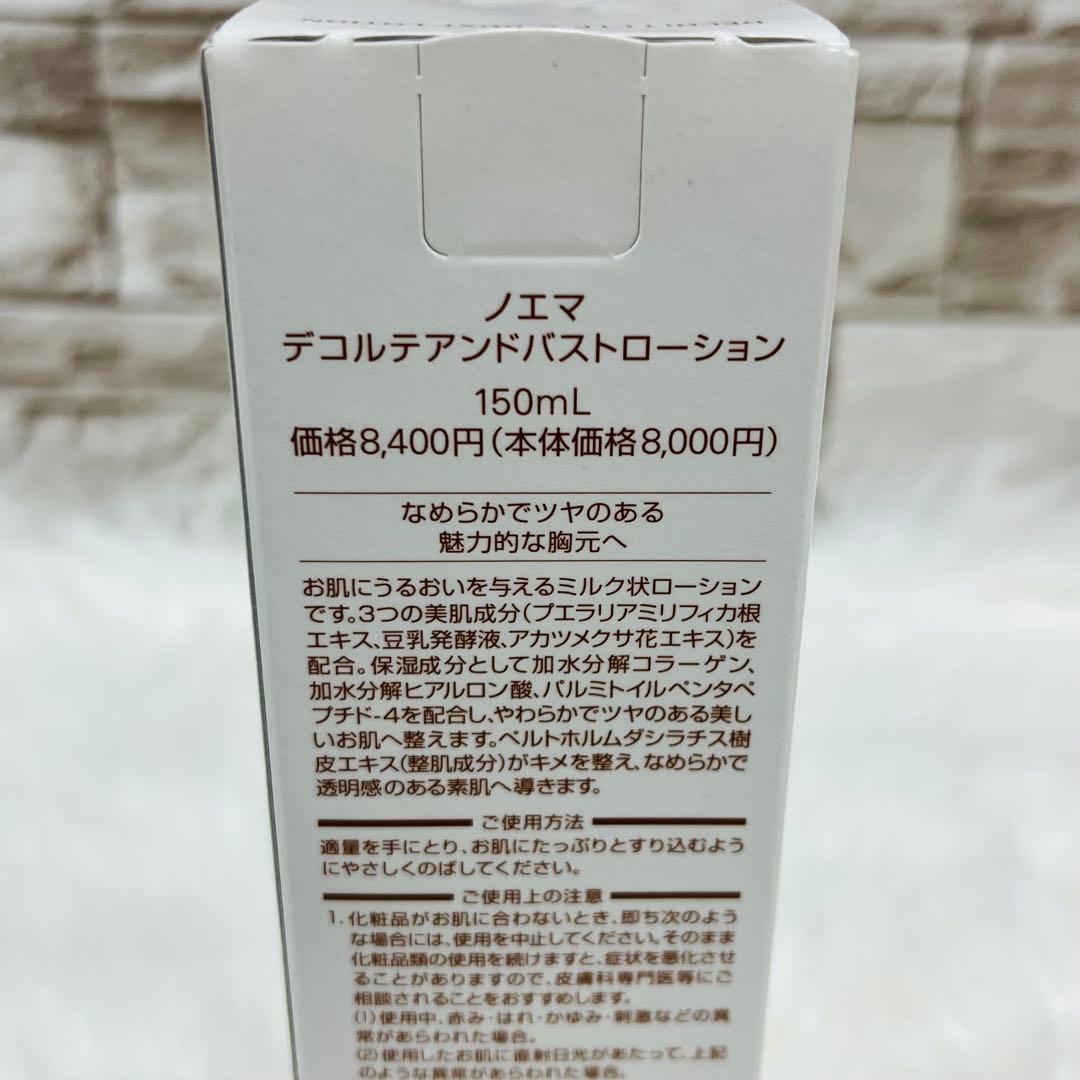 ノエマ
デコルテアンドバストローション
150mL
価格8,400円(本体価格8,000円)
なめらかでツヤのある
魅力的な胸元へ
お肌にうるおいを与えるミルク状ローション
です。3つの美肌成分(プエラリアミリフィカ根
エキス、豆乳発酵液、アカツメクサ花エキス)を
配合。保湿成分として加水分解コラーゲン、
加水分解ヒアルロン酸、パルミトイルペンタペ
プチド-4を配合し、やわらかでツヤのある美し
いお肌へ整えます。ペルトホルムダシラチス樹
皮エキス(整肌成分)がキメを整え、なめらかで
透明感のある素肌へ導きます。
ご使用方法
適量を手にとり、お肌にたっぷりとすり込むよう
にやさしくのばしてください。
ご使用上の注意
1. 化粧品がお肌に合わないとき、即ち次のよう
な場合には、使用を中止してください。そのまま
化粧品類の使用を続けますと、症状を悪化させ
ることがありますので、皮膚科専門医等にご
相談されることをおすすめします。
(1)使用中、赤み・はれ・かゆみ・刺激などの異
常があらわれた場合。
(2)使用したお肌に直射日光があたって、上記
のような異常があらわれた場合。